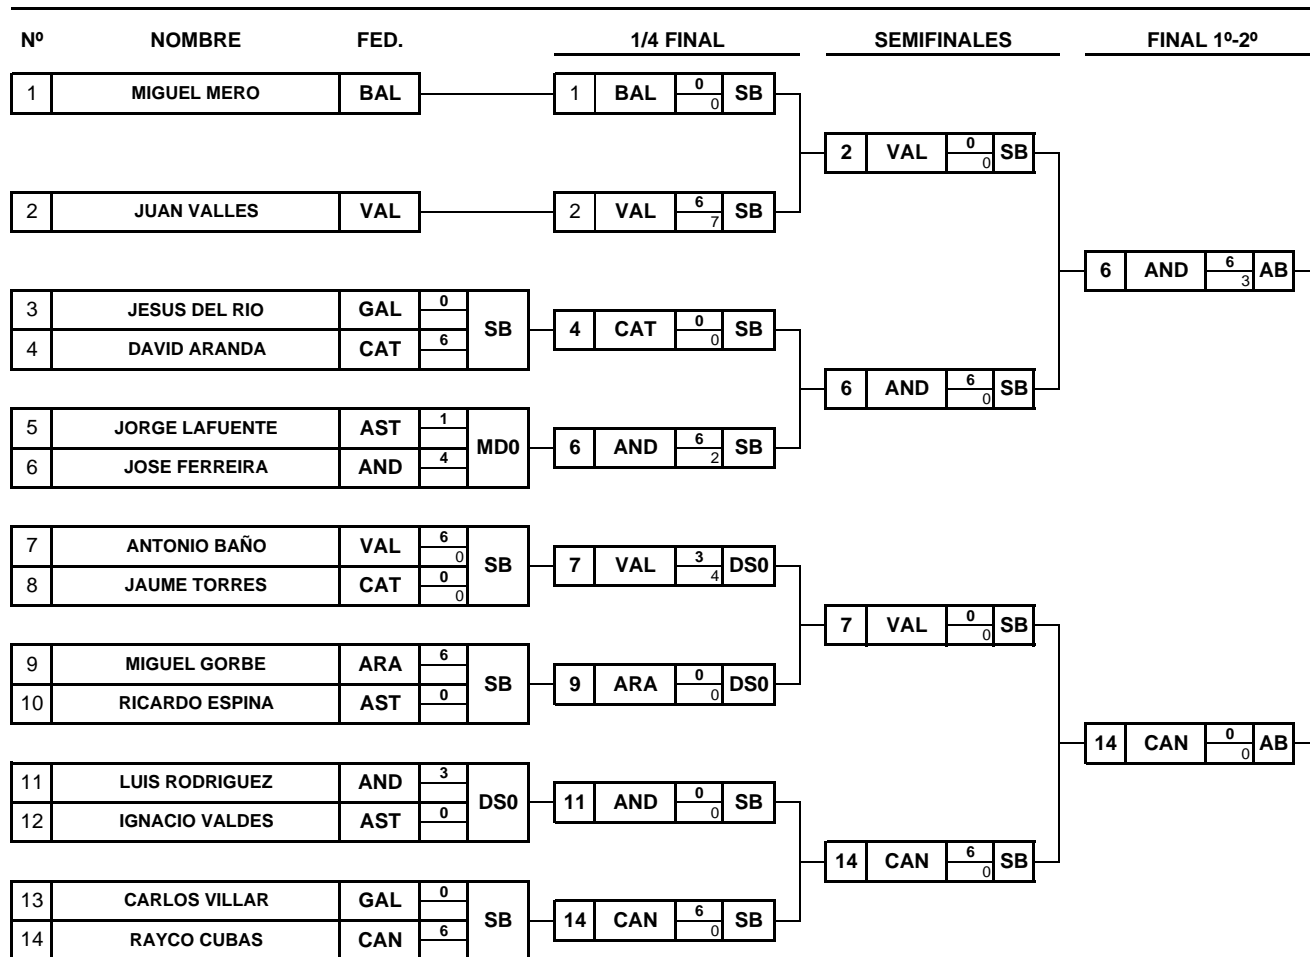 Nº NOMBRE FED. 1/4 FINAL SEMIFINALES FINAL 1º-2º
1 MIGUEL MERO BAL 1 BAL 0 0 SB
2 VAL 0 0 SB
2 JUAN VALLES VAL 2 VAL 6 7 SB
6 AND 6 3 AB
3 JESUS DEL RIO GAL 0
SB 4 CAT 0 0 SB
4 DAVID ARANDA CAT 6
6 AND 6 0 SB
5 JORGE LAFUENTE AST 1
MD0 6 AND 6 2 SB
6 JOSE FERREIRA AND 4
7 ANTONIO BAÑO VAL 6 0
SB 7 VAL 3 4 DS0
8 JAUME TORRES CAT 0 0
7 VAL 0 0 SB
9 MIGUEL GORBE ARA 6
SB 9 ARA 0 0 DS0
10 RICARDO ESPINA AST 0
14 CAN 0 0 AB
11 LUIS RODRIGUEZ AND 3
DS0 11 AND 0 0 SB
12 IGNACIO VALDES AST 0
14 CAN 6 0 SB
13 CARLOS VILLAR GAL 0
SB 14 CAN 6 0 SB
14 RAYCO CUBAS CAN 6